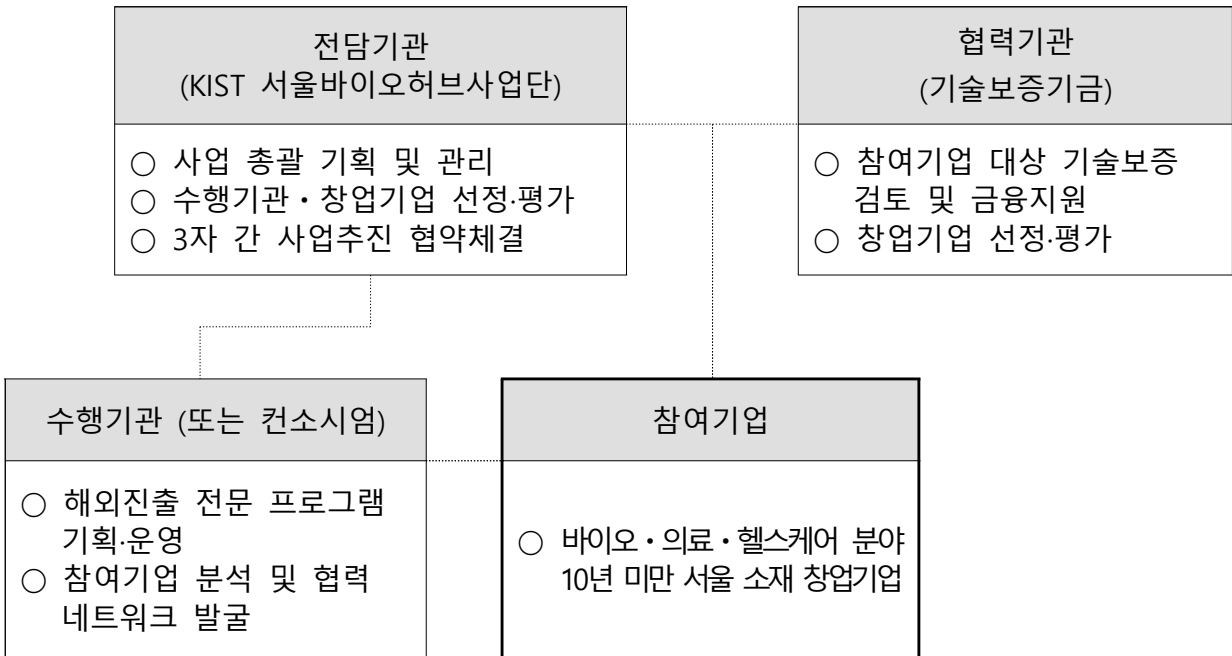 전담기관
(KIST 서울바이오허브사업단)
○ 사업 총괄 기획 및 관리
○ 수행기관・창업기업 선정·평가
○ 3자 간 사업추진 협약체결
협력기관
(기술보증기금)
○ 참여기업 대상 기술보증
검토 및 금융지원
○ 창업기업 선정·평가
수행기관 (또는 컨소시엄)
○ 해외진출 전문 프로그램
기획·운영
○ 참여기업 분석 및 협력
네트워크 발굴
참여기업
○ 바이오・의료・헬스케어 분야
10년 미만 서울 소재 창업기업